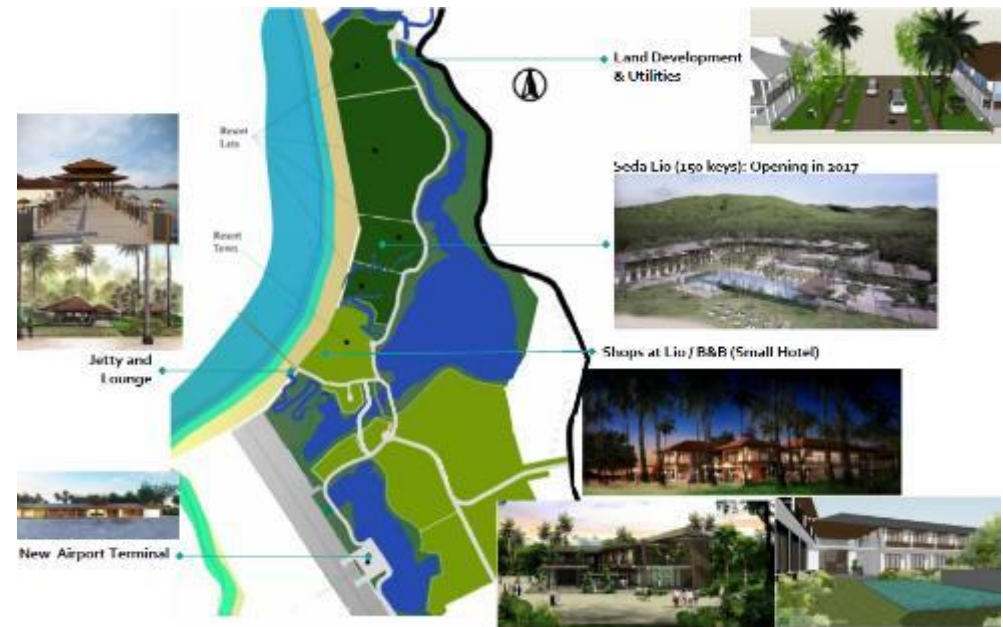 Land Development
& Utilities
Resort
Lots
Seda Lio (150 keys): Opening in 2017
Resort
Town
Jetty and
Lounge
Shops at Lio / B&B (Small Hotel)
New Airport Terminal